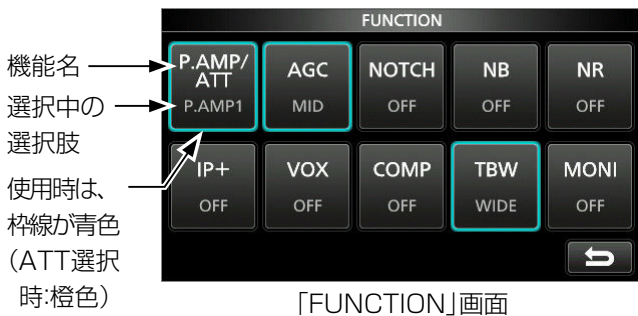 FUNCTION
機能名
選択中の
選択肢
使用時は、
枠線が青色
(ATT選択
時:橙色)
P.AMP/
ATT
P.AMP1
AGC
MID
NOTCH
OFF
NB
OFF
NR
OFF
IP+
OFF
VOX
OFF
COMP
OFF
TBW
WIDE
MONI
OFF
「FUNCTION」画面